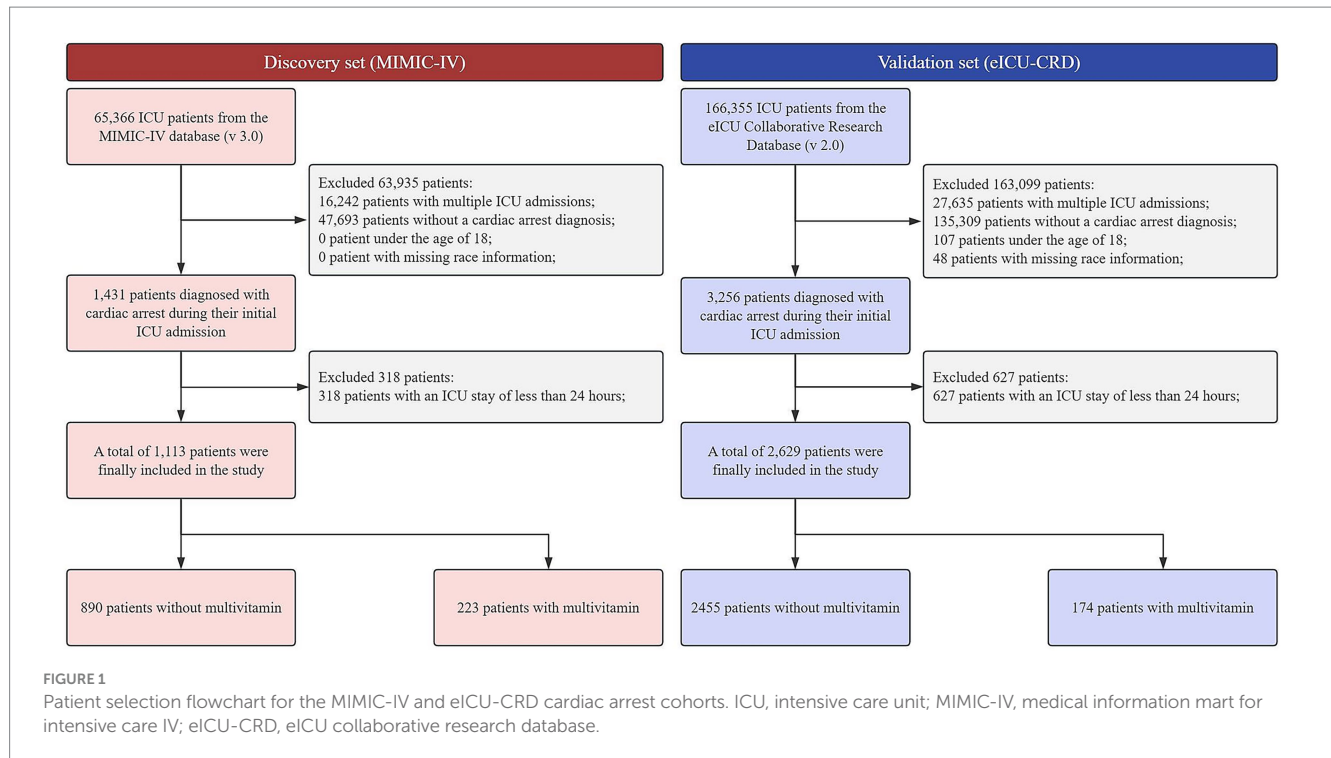 Discovery set (MIMIC-IV)
65,366 ICU patients from the
MIMIC-IV database (v 3.0)
Excluded 63,935 patients:
16,242 patients with multiple ICU admissions;
47,693 patients without a cardiac arrest diagnosis;
0 patient under the age of 18;
0 patient with missing race information;
1,431 patients diagnosed with
cardiac arrest during their initial
ICU admission
Excluded 318 patients:
318 patients with an ICU stay of less than 24 hours;
A total of 1,113 patients were
finally included in the study
890 patients without multivitamin
223 patients with multivitamin
Validation set (eICU-CRD)
166,355 ICU patients from the
eICU Collaborative Research
Database (v 2.0)
Excluded 163,099 patients:
27,635 patients with multiple ICU admissions;
135,309 patients without a cardiac arrest diagnosis;
107 patients under the age of 18;
48 patients with missing race information;
3,256 patients diagnosed with
cardiac arrest during their initial
ICU admission
Excluded 627 patients:
627 patients with an ICU stay of less than 24 hours;
A total of 2,629 patients were
finally included in the study
2455 patients without multivitamin
174 patients with multivitamin
FIGURE 1
Patient selection flowchart for the MIMIC-IV and eICU-CRD cardiac arrest cohorts. ICU, intensive care unit; MIMIC-IV, medical information mart for
intensive care IV; eICU-CRD, eICU collaborative research database.